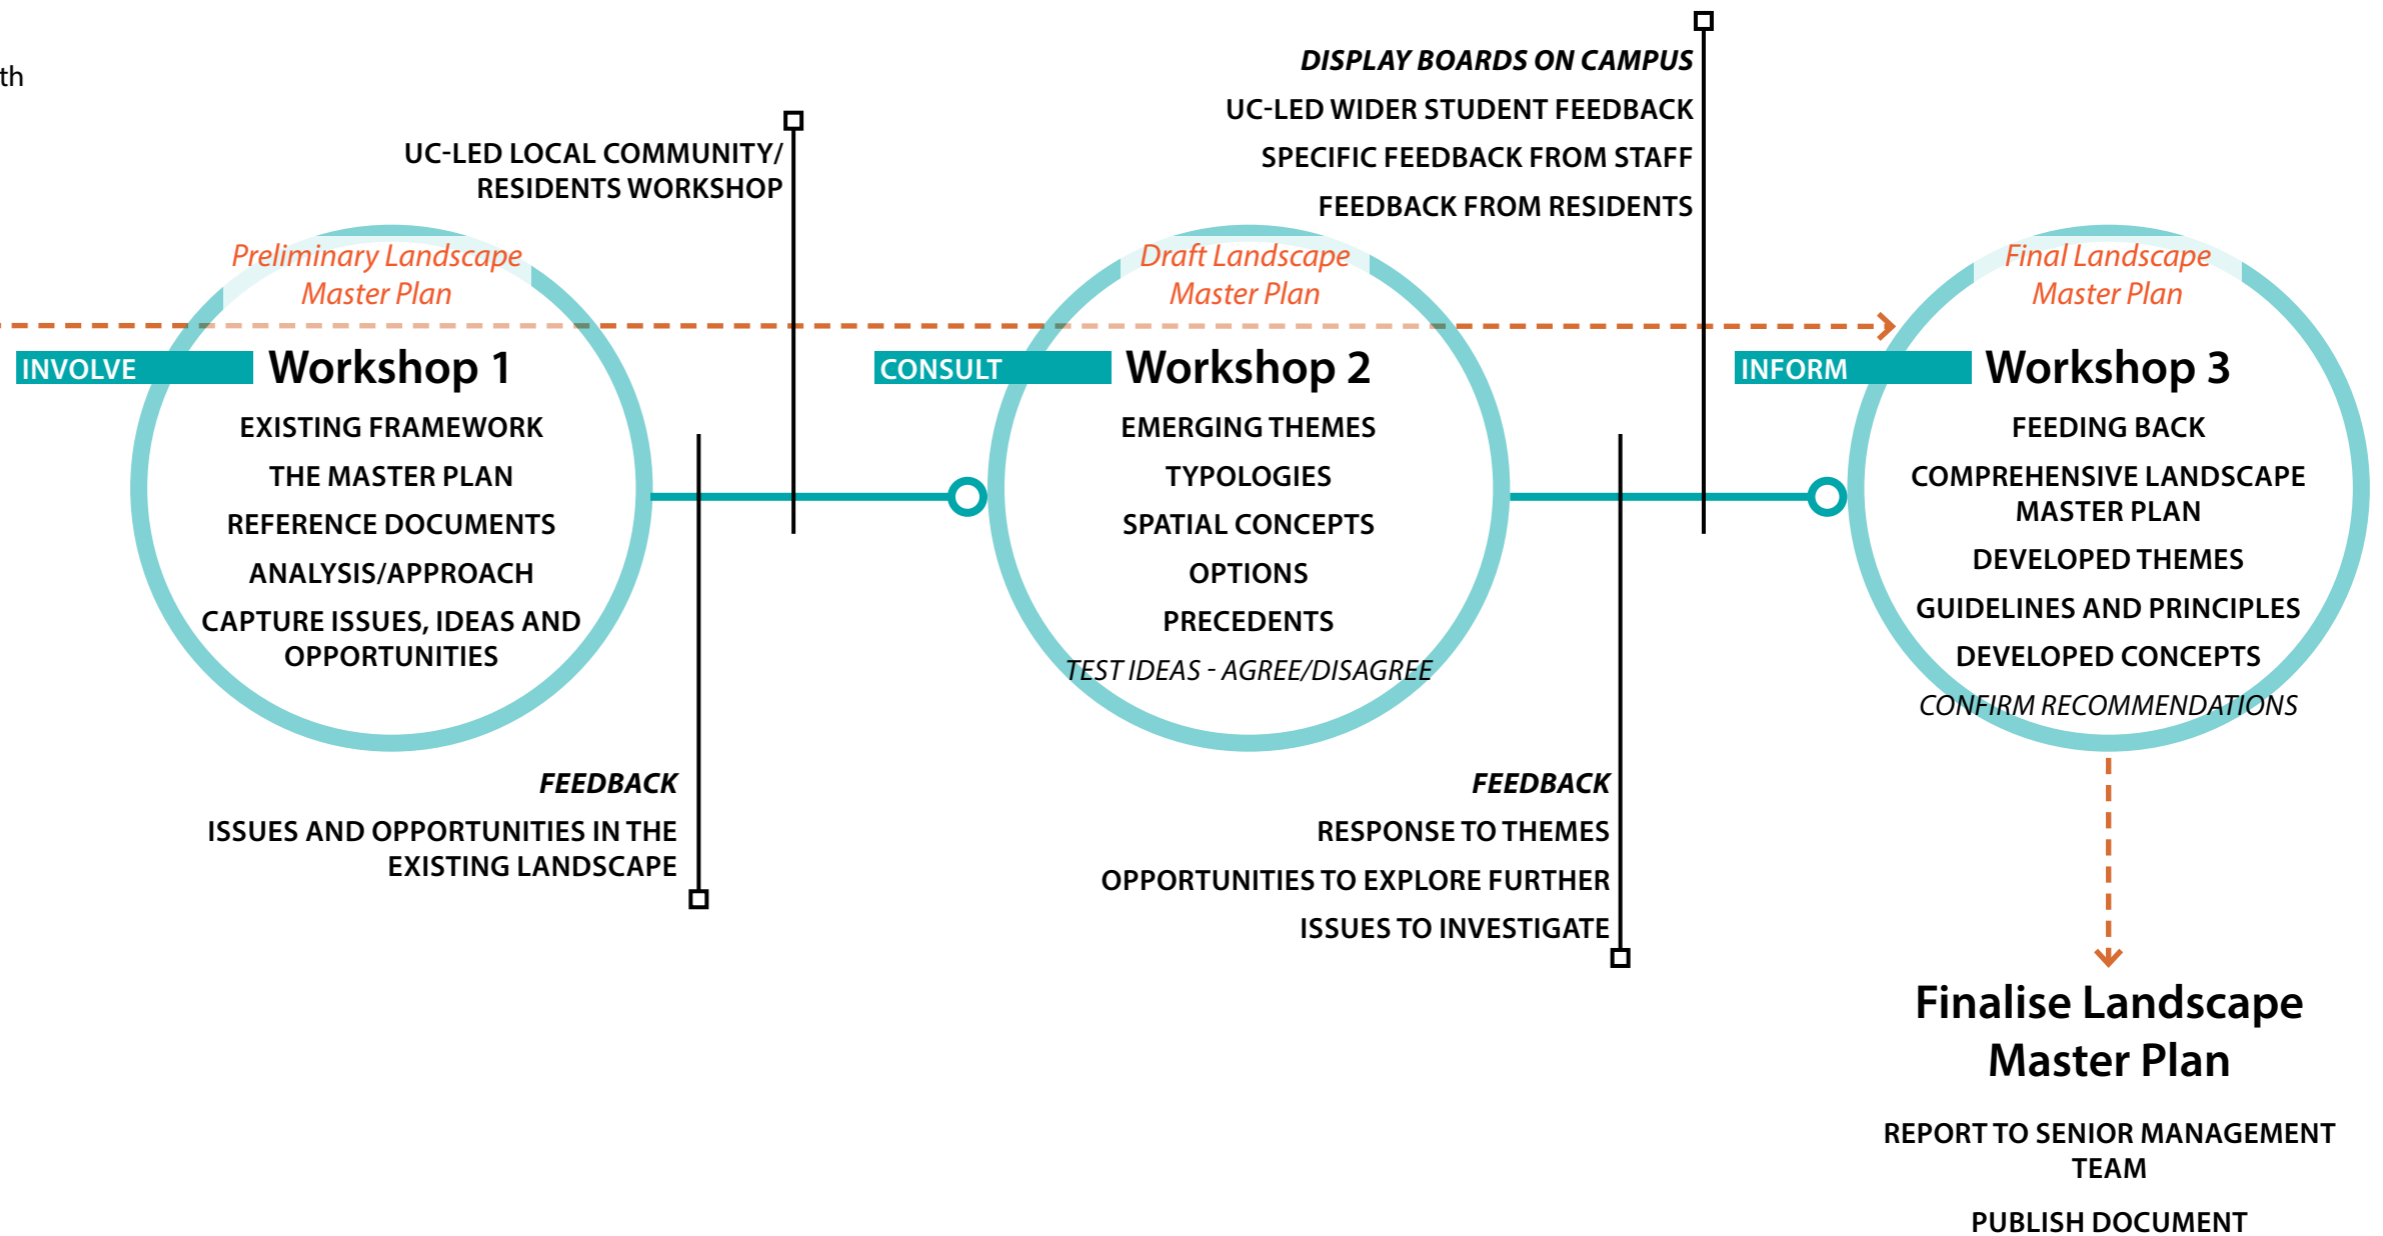 th
UC-LED LOCAL COMMUNITY/
RESIDENTS WORKSHOP
DISPLAY BOARDS ON CAMPUS
UC-LED WIDER STUDENT FEEDBACK
SPECIFIC FEEDBACK FROM STAFF
FEEDBACK FROM RESIDENTS
Preliminary Landscape
Master Plan
INVOLVE
Workshop 1
EXISTING FRAMEWORK
THE MASTER PLAN
REFERENCE DOCUMENTS
ANALYSIS/APPROACH
CAPTURE ISSUES, IDEAS AND
OPPORTUNITIES
FEEDBACK
ISSUES AND OPPORTUNITIES IN THE
EXISTING LANDSCAPE
Draft Landscape
Master Plan
CONSULT
Workshop 2
EMERGING THEMES
TYPOLOGIES
SPATIAL CONCEPTS
OPTIONS
PRECEDENTS
TEST IDEAS - AGREE/DISAGREE
FEEDBACK
RESPONSE TO THEMES
OPPORTUNITIES TO EXPLORE FURTHER
ISSUES TO INVESTIGATE
Final Landscape
Master Plan
INFORM
Workshop 3
FEEDING BACK
COMPREHENSIVE LANDSCAPE
MASTER PLAN
DEVELOPED THEMES
GUIDELINES AND PRINCIPLES
DEVELOPED CONCEPTS
CONFIRM RECOMMENDATIONS
Finalise Landscape
Master Plan
REPORT TO SENIOR MANAGEMENT
TEAM
PUBLISH DOCUMENT